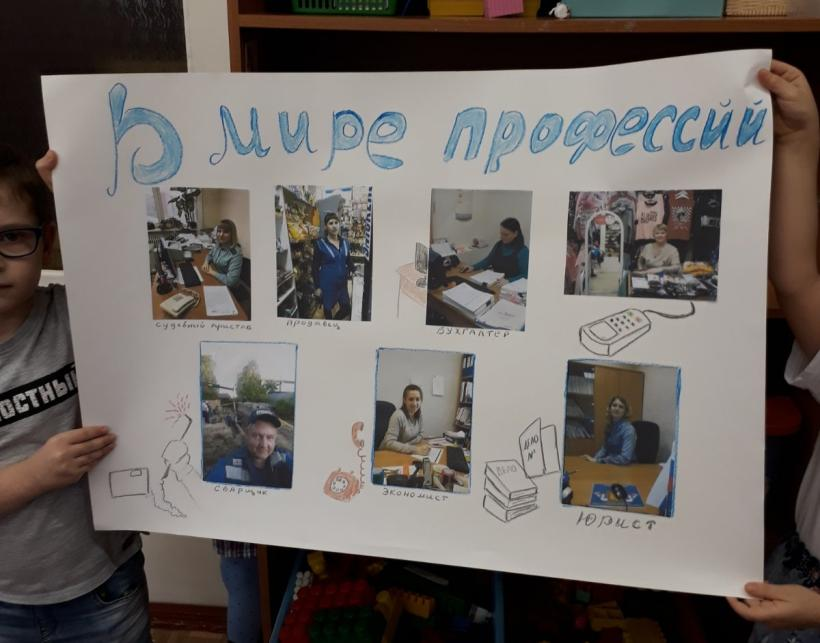 В мире профессий
судебный пристав
продавец
бухгалтер
сварщик
экономист
юрист
ДЕЛО
ДЕЛО
№
ОСТНЫЙ